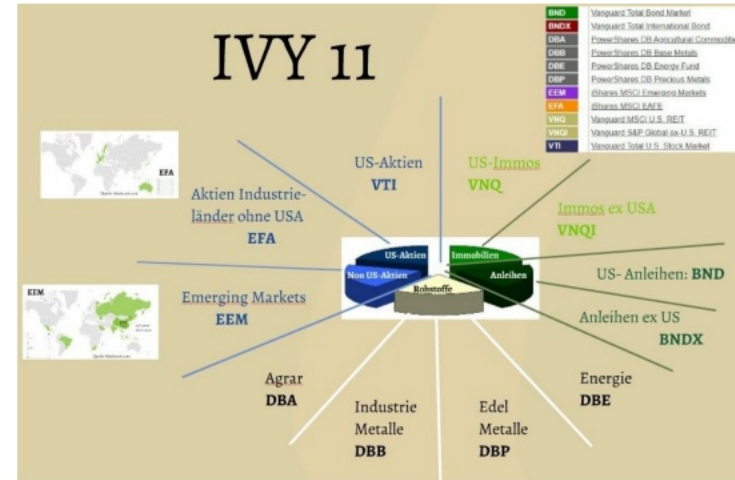 IVY 11
BND Vanguard Total Bond Market
BNDX Vanguard Total International Bond
DBA PowerShares DB Agricultural Commoditie
DBB PowerShares DB Base Metals
DBE PowerShares DB Energy Fund
DBP PowerShares DB Precious Metals
EEM iShares MSCI Emerging Markets
EFA iShares MSCI EAFE
VNQ Vanguard MSCI U.S. REIT
VNQI Vanguard S&P Global ex-U.S. REIT
VTI Vanguard Total U.S. Stock Market
EFA
US-Aktien
VTI
US-Immos
VNQ
Aktien Industrie-
länder ohne USA
EFA
Immos ex USA
VNQI
US-Aktien
Immobilien
Non US-Aktien
Anleihen
Rohstoffe
US- Anleihen: BND
EEM
Emerging Markets
EEM
Anleihen ex US
BNDX
Agrar
DBA
Industrie
Metalle
DBB
Edel
Metalle
DBP
Energie
DBE